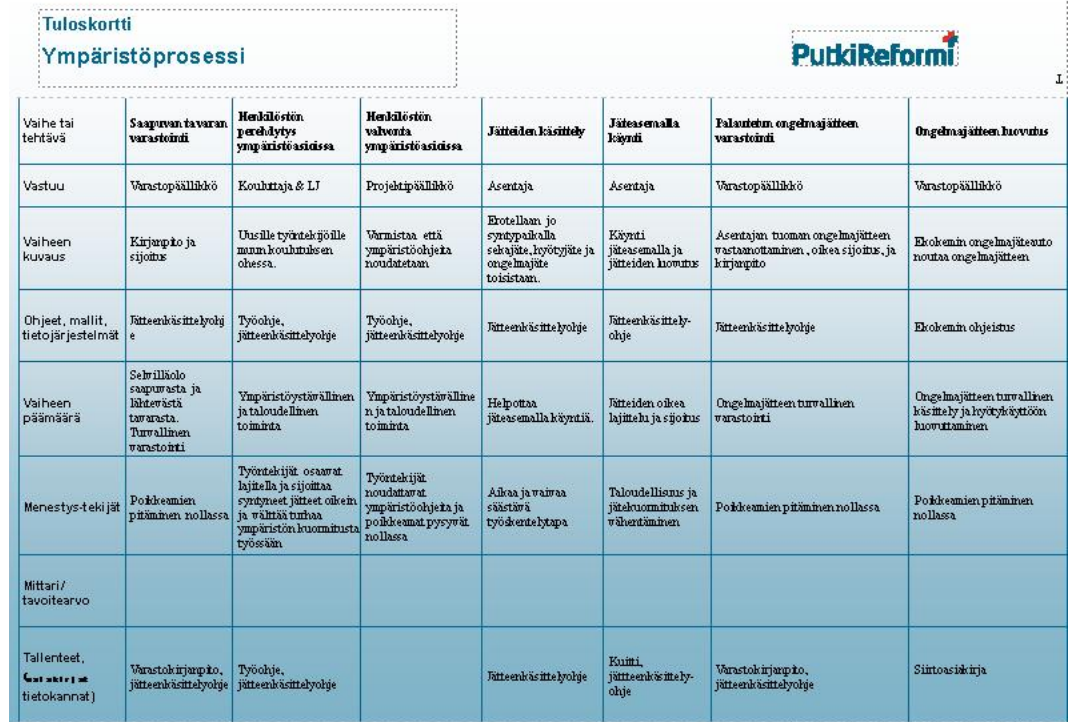 Tuloskortti
Ympäristöprosessi
PutkiReformi
1.
Vaihe tai
tehtävä
Saapuvan tavaran
varastointi
Henkilöstön
perehdytys
ympäristöasioissa
Henkilöstön
valvonta
ympäristöasioissa
Jätteiden käsittely
Jäteasemalla
käynti
Palautetun ongelmajätteen
varastointi
Ongelmajätteen luovutus
Vastuu
Varastopäällikkö
Kouluttaja & LJ
Projektipäällikkö
Asentaja
Asentaja
Varastopäällikkö
Varastopäällikkö
Vaiheen
kuvaus
Kirjanpito ja
sijoitus
Uusille työntekijöille
muun koulutuksen
ohessa.
Varmistaa että
ympäristöohjeita
noudatetaan
Erotellaan jo
syntypaikalla
sekajäte, hyötyjäte ja
ongelmajäte
toisistaan.
Käynti
jäteasemalla ja
jätteiden luovutus
Asentajan tuoman ongelmajätteen
vastaanottaminen, oikea sijoitus, ja
kirjanpito
Ekokemin ongelmajäteauto
noutaa ongelmajätteen
Ohjeet, mallit,
tietojärjestelmät
Jätteenkäsittelyohj
e
Työohje,
jätteenkäsittelyohje
Työohje,
jätteenkäsittelyohje
Jätteenkäsittelyohje
Jätteenkäsittely-
ohje
Jätteenkäsittelyohje
Ekokemin ohjeistus
Vaiheen
päämäärä
Selvilläolo
saapuvasta ja
lähtevästä
tavarasta.
Turvallinen
varastointi
Ympäristöystävällinen
ja taloudellinen
toiminta
Ympäristöystävälline
n ja taloudellinen
toiminta
Helpottaa
jäteasemalla käyntiä.
Jätteiden oikea
lajittelu ja sijoitus
Ongelmajätteen turvallinen
varastointi
Ongelmajätteen turvallinen
käsittely ja hyötykäyttöön
luovuttaminen
Menestys-tekijät
Poikkeamien
pitäminen nollassa
Työntekijät osaavat
lajitella ja sijoittaa
syntyneet jätteet oikein
ja välttää turhaa
ympäristön kuormitusta
työssään
Työntekijät
noudattavat
ympäristöohjeita ja
poikkeamat pysyvät
nollassa
Aikaa ja vaivaa
säästävä
työskentelytapa
Taloudellisuus ja
jätekuormituksen
vähentäminen
Poikkeamien pitäminen nollassa
Poikkeamien pitäminen
nollassa
Mittari/
tavoitearvo
Tallenteet,
tietokannat)
Varastokirjanpito,
jätteenkäsittelyohje
Työohje,
jätteenkäsittelyohje
Jätteenkäsittelyohje
Kuitti,
jättteenkäsittely-
ohje
Varastokirjanpito,
jätteenkäsittelyohje
Siirtoasiakirja